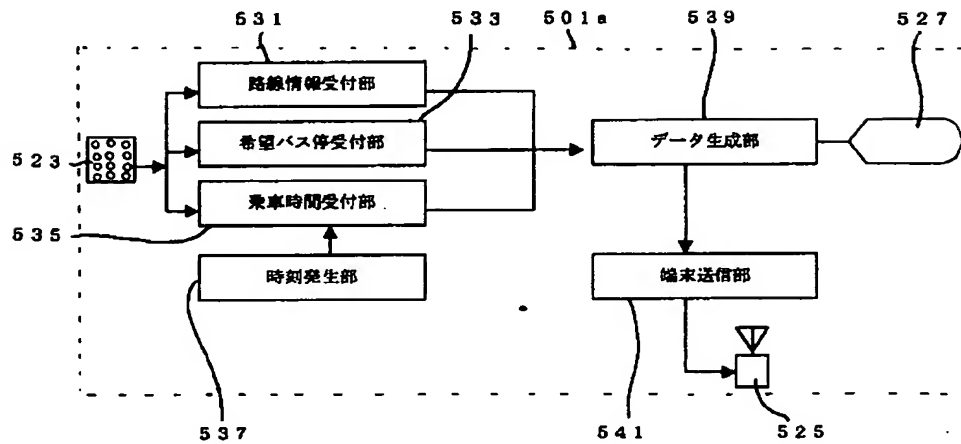 531
533
501a
539
527
路線情報受付部
523
希望バス停受付部
データ生成部
乗車時間受付部
535
時刻発生部
端末送信部
537
541
525